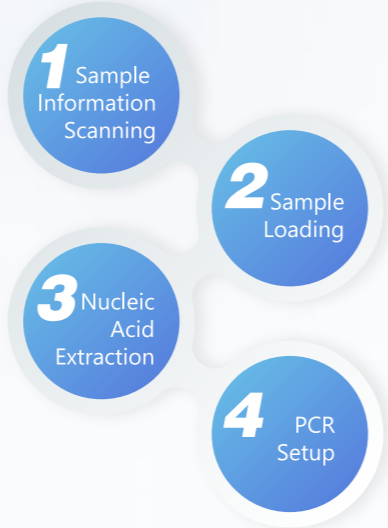 1 Sample
Information
Scanning
2 Sample
Loading
3 Nucleic
Acid
Extraction
4 PCR
Setup